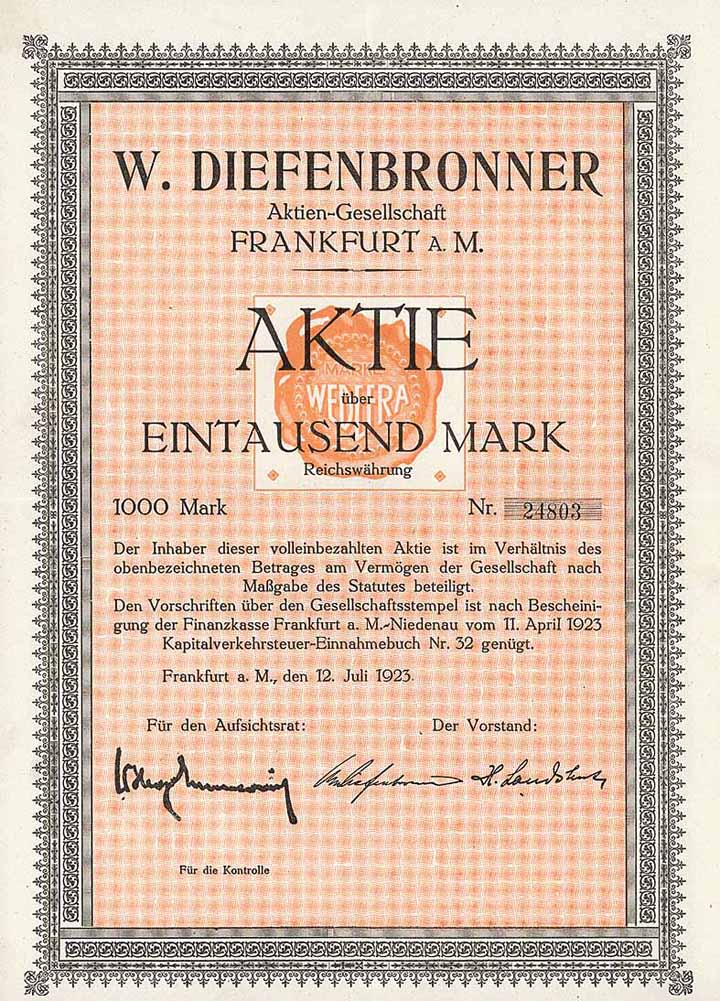 W. DIEFENBRONNER
Aktien-Gesellschaft
FRANKFURT A. M.
AKTIE
MARKE
über
WEDEFRA
EINTAUSEND MARK
Reichswährung
1000 Mark Nr. 24803
Der Inhaber dieser volleinbezahlten Aktie ist im Verhältnis des
obenbezeichneten Betrages am Vermögen der Gesellschaft nach
Maßgabe des Statutes beteiligt.
Den Vorschriften über den Gesellschaftsstempel ist nach Bescheini-
gung der Finanzkasse Frankfurt a. M.-Niedenau vom 11. April 1923
Kapitalverkehrsteuer-Einnahmebuch Nr. 32 genügt.
Frankfurt a. M., den 12. Juli 1923.
Für den Aufsichtsrat: Der Vorstand:
Für die Kontrolle